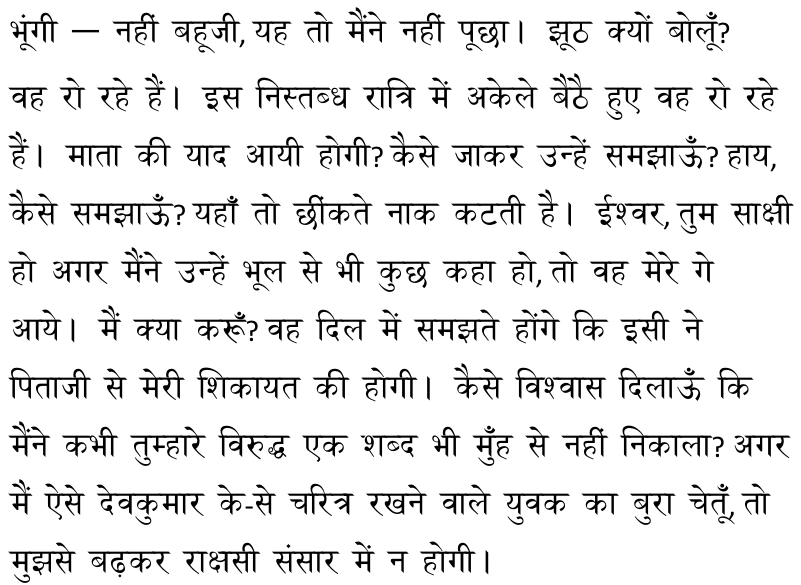 भूंगी — नहीं बहूजी, यह तो मैंने नहीं पूछा। झूठ क्यों बोलूँ?
वह रो रहे हैं। इस निस्तब्ध रात्रि में अकेले बैठै हुए वह रो रहे
हैं। माता की याद आयी होगी? कैसे जाकर उन्हें समझाऊँ? हाय,
कैसे समझाऊँ? यहाँ तो छींकते नाक कटती है। ईश्वर, तुम साक्षी
हो अगर मैंने उन्हें भूल से भी कुछ कहा हो, तो वह मेरे गे
आये। मैं क्या करूँ? वह दिल में समझते होंगे कि इसी ने
पिताजी से मेरी शिकायत की होगी। कैसे विश्वास दिलाऊँ कि
मैंने कभी तुम्हारे विरुद्ध एक शब्द भी मुँह से नहीं निकाला? अगर
मैं ऐसे देवकुमार के-से चरित्र रखने वाले युवक का बुरा चेतूँ, तो
मुझसे बढ़कर राक्षसी संसार में न होगी।